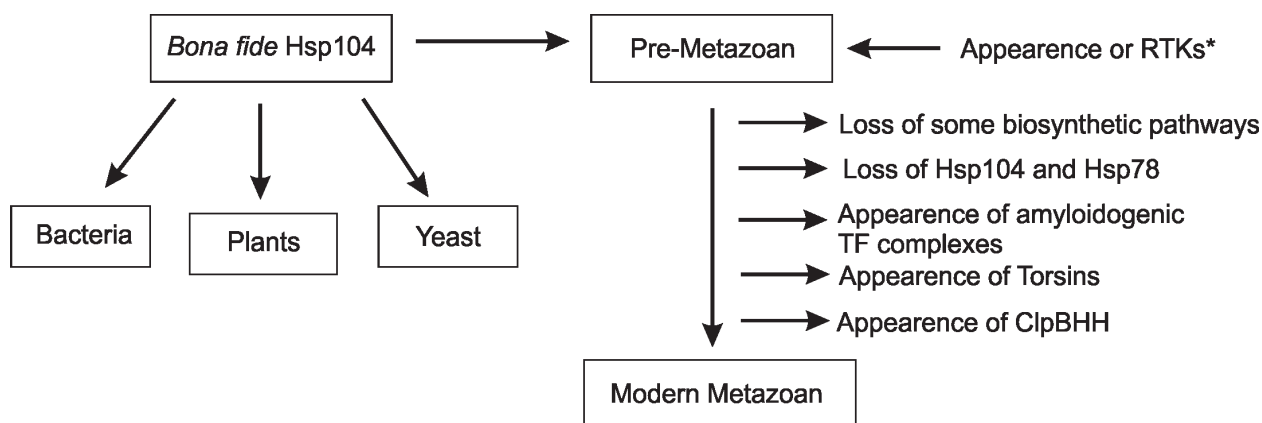 Bona fide Hsp104
Pre-Metazoan
Appearence or RTKs*
Loss of some biosynthetic pathways
Loss of Hsp104 and Hsp78
Appearence of amyloidogenic
TF complexes
Appearence of Torsins
Appearence of ClpBHH
Bacteria
Plants
Yeast
Modern Metazoan